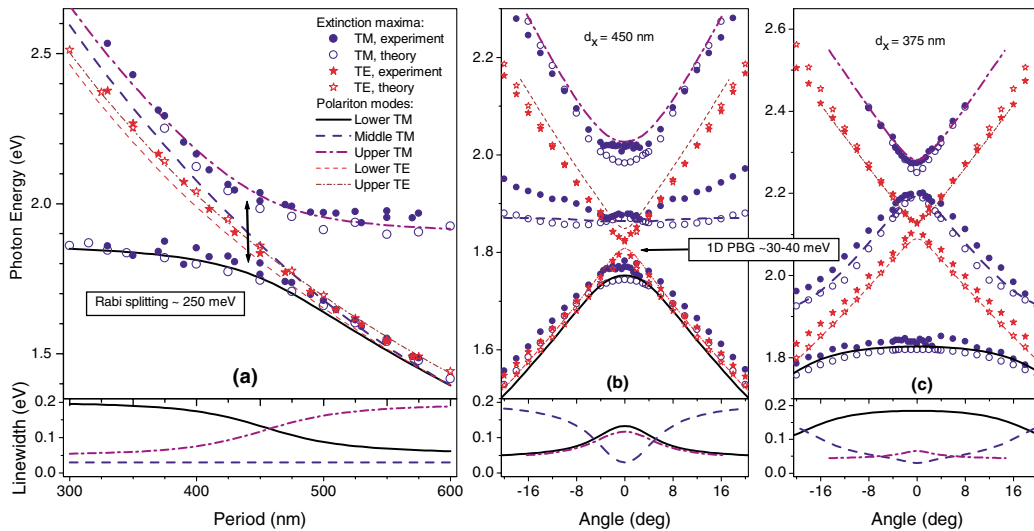 Extinction maxima:
TM, experiment
TM, theory
TE, experiment
TE, theory
Polariton modes:
Lower TM
Middle TM
Upper TM
Lower TE
Upper TE
Photon Energy (eV)
2.5
2.0
1.5
Rabi splitting ~ 250 meV
(a)
Linewidth (eV)
0.2
0.1
0.0
300
400
500
600
Period (nm)
dx = 450 nm
2.2
2.0
1.8
1.6
1D PBG ~30-40 meV
(b)
0.2
0.1
0.0
-16
-8
0
8
16
Angle (deg)
dx = 375 nm
2.6
2.4
2.2
2.0
1.8
(c)
0.2
0.1
0.0
-16
-8
0
8
16
Angle (deg)